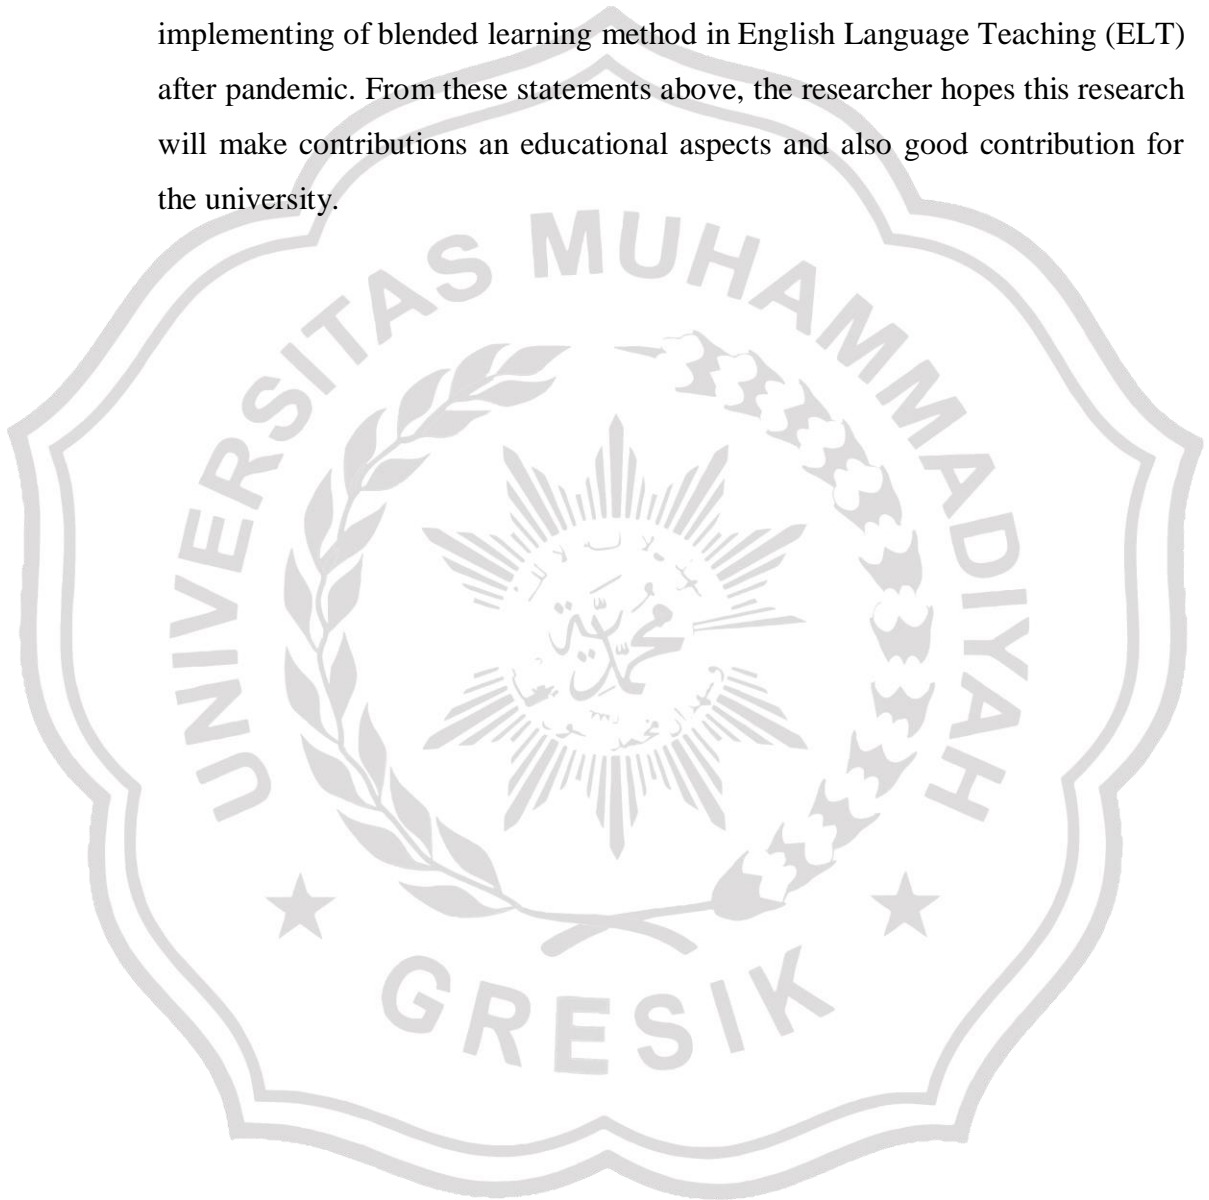 implementing of blended learning method in English Language Teaching (ELT)
after pandemic. From these statements above, the researcher hopes this research
will make contributions an educational aspects and also good contribution for
the university.
UNIVERSITAS MUHAMMADIYAH
محمدية
GRESIK